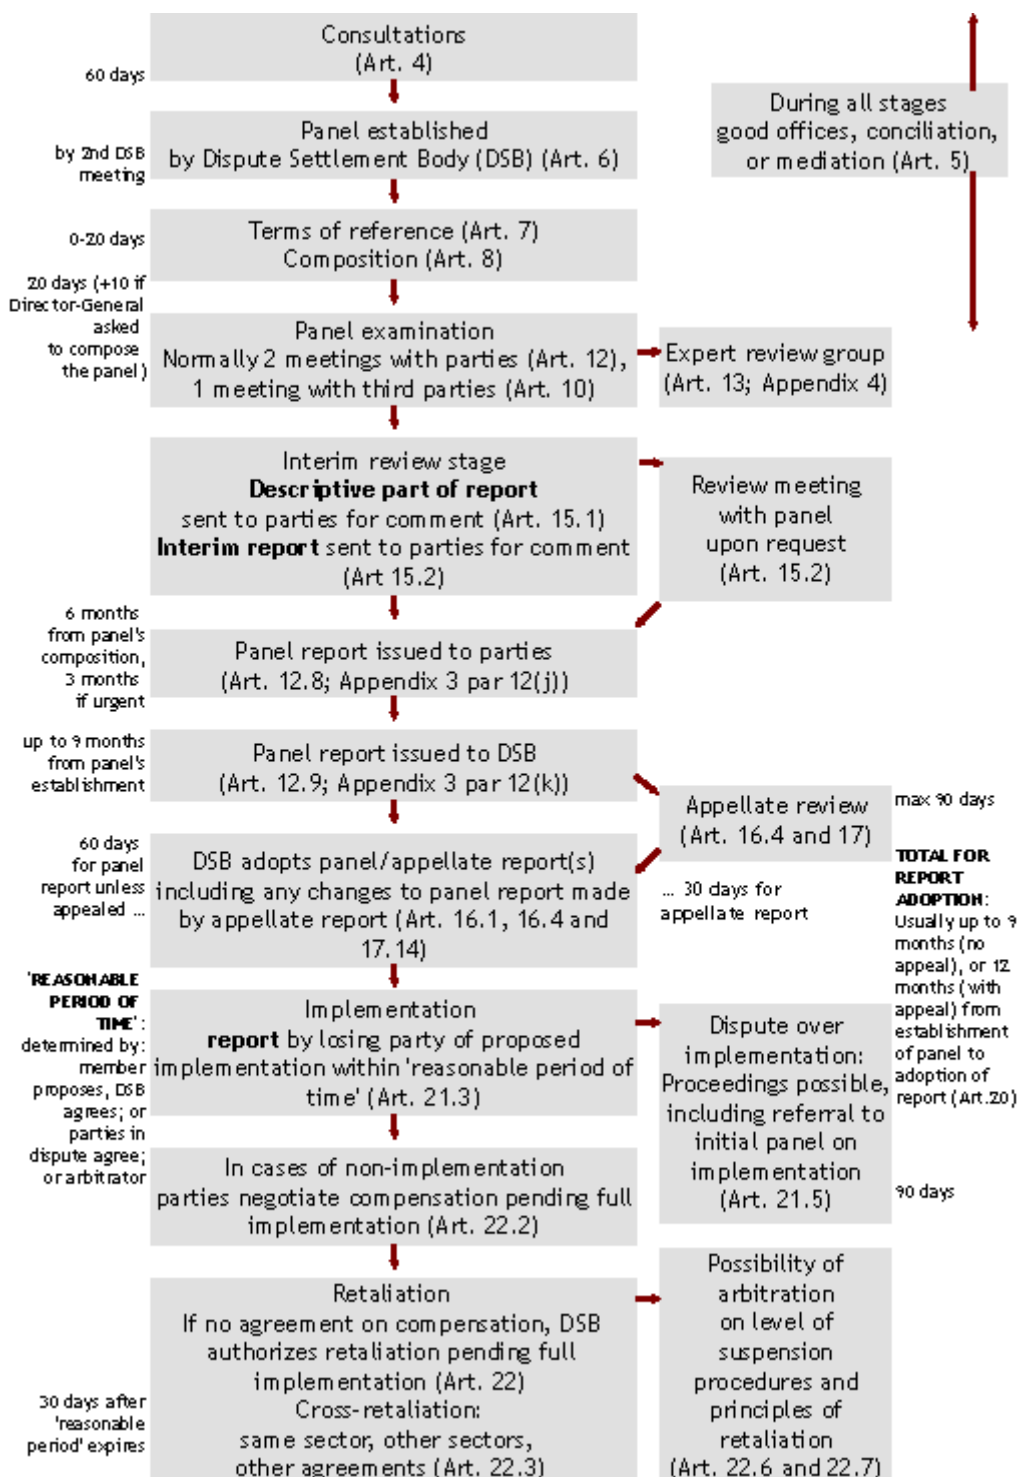 Consultations
(Art. 4)
60 days
During all stages
good offices, conciliation,
or mediation (Art. 5)
Panel established
by Dispute Settlement Body (DSB) (Art. 6)
by 2nd DSB
meeting
Terms of reference (Art. 7)
Composition (Art. 8)
0-20 days
20 days (+10 if
Director-General
asked
to compose
the panel)
Panel examination
Normally 2 meetings with parties (Art. 12),
1 meeting with third parties (Art. 10)
Expert review group
(Art. 13; Appendix 4)
Interim review stage
Descriptive part of report
sent to parties for comment (Art. 15.1)
Interim report sent to parties for comment
(Art 15.2)
Review meeting
with panel
upon request
(Art. 15.2)
6 months
from panel's
composition,
3 months
if urgent
Panel report issued to parties
(Art. 12.8; Appendix 3 par 12(j))
up to 9 months
from panel's
establishment
Panel report issued to DSB
(Art. 12.9; Appendix 3 par 12(k))
Appellate review
(Art. 16.4 and 17)
max 90 days
60 days
for panel
report unless
appealed ...
DSB adopts panel/appellate report(s)
including any changes to panel report made
by appellate report (Art. 16.1, 16.4 and
17.14)
... 30 days for
appellate report
TOTAL FOR
REPORT
ADOPTION:
Usually up to 9
months (no
appeal), or 12
months (with
appeal) from
establishment
of panel to
adoption of
report (Art.20)
'REASONABLE
PERIOD OF
TIME':
determined by:
member
proposes, DSB
agrees; or
parties in
dispute agree;
or arbitrator
Implementation
report by losing party of proposed
implementation within 'reasonable period of
time' (Art. 21.3)
Dispute over
implementation:
Proceedings possible,
including referral to
initial panel on
implementation
(Art. 21.5)
90 days
In cases of non-implementation
parties negotiate compensation pending full
implementation (Art. 22.2)
Retaliation
If no agreement on compensation, DSB
authorizes retaliation pending full
implementation (Art. 22)
Cross-retaliation:
same sector, other sectors,
other agreements (Art. 22.3)
30 days after
'reasonable
period' expires
Possibility of
arbitration
on level of
suspension
procedures and
principles of
retaliation
(Art. 22.6 and 22.7)